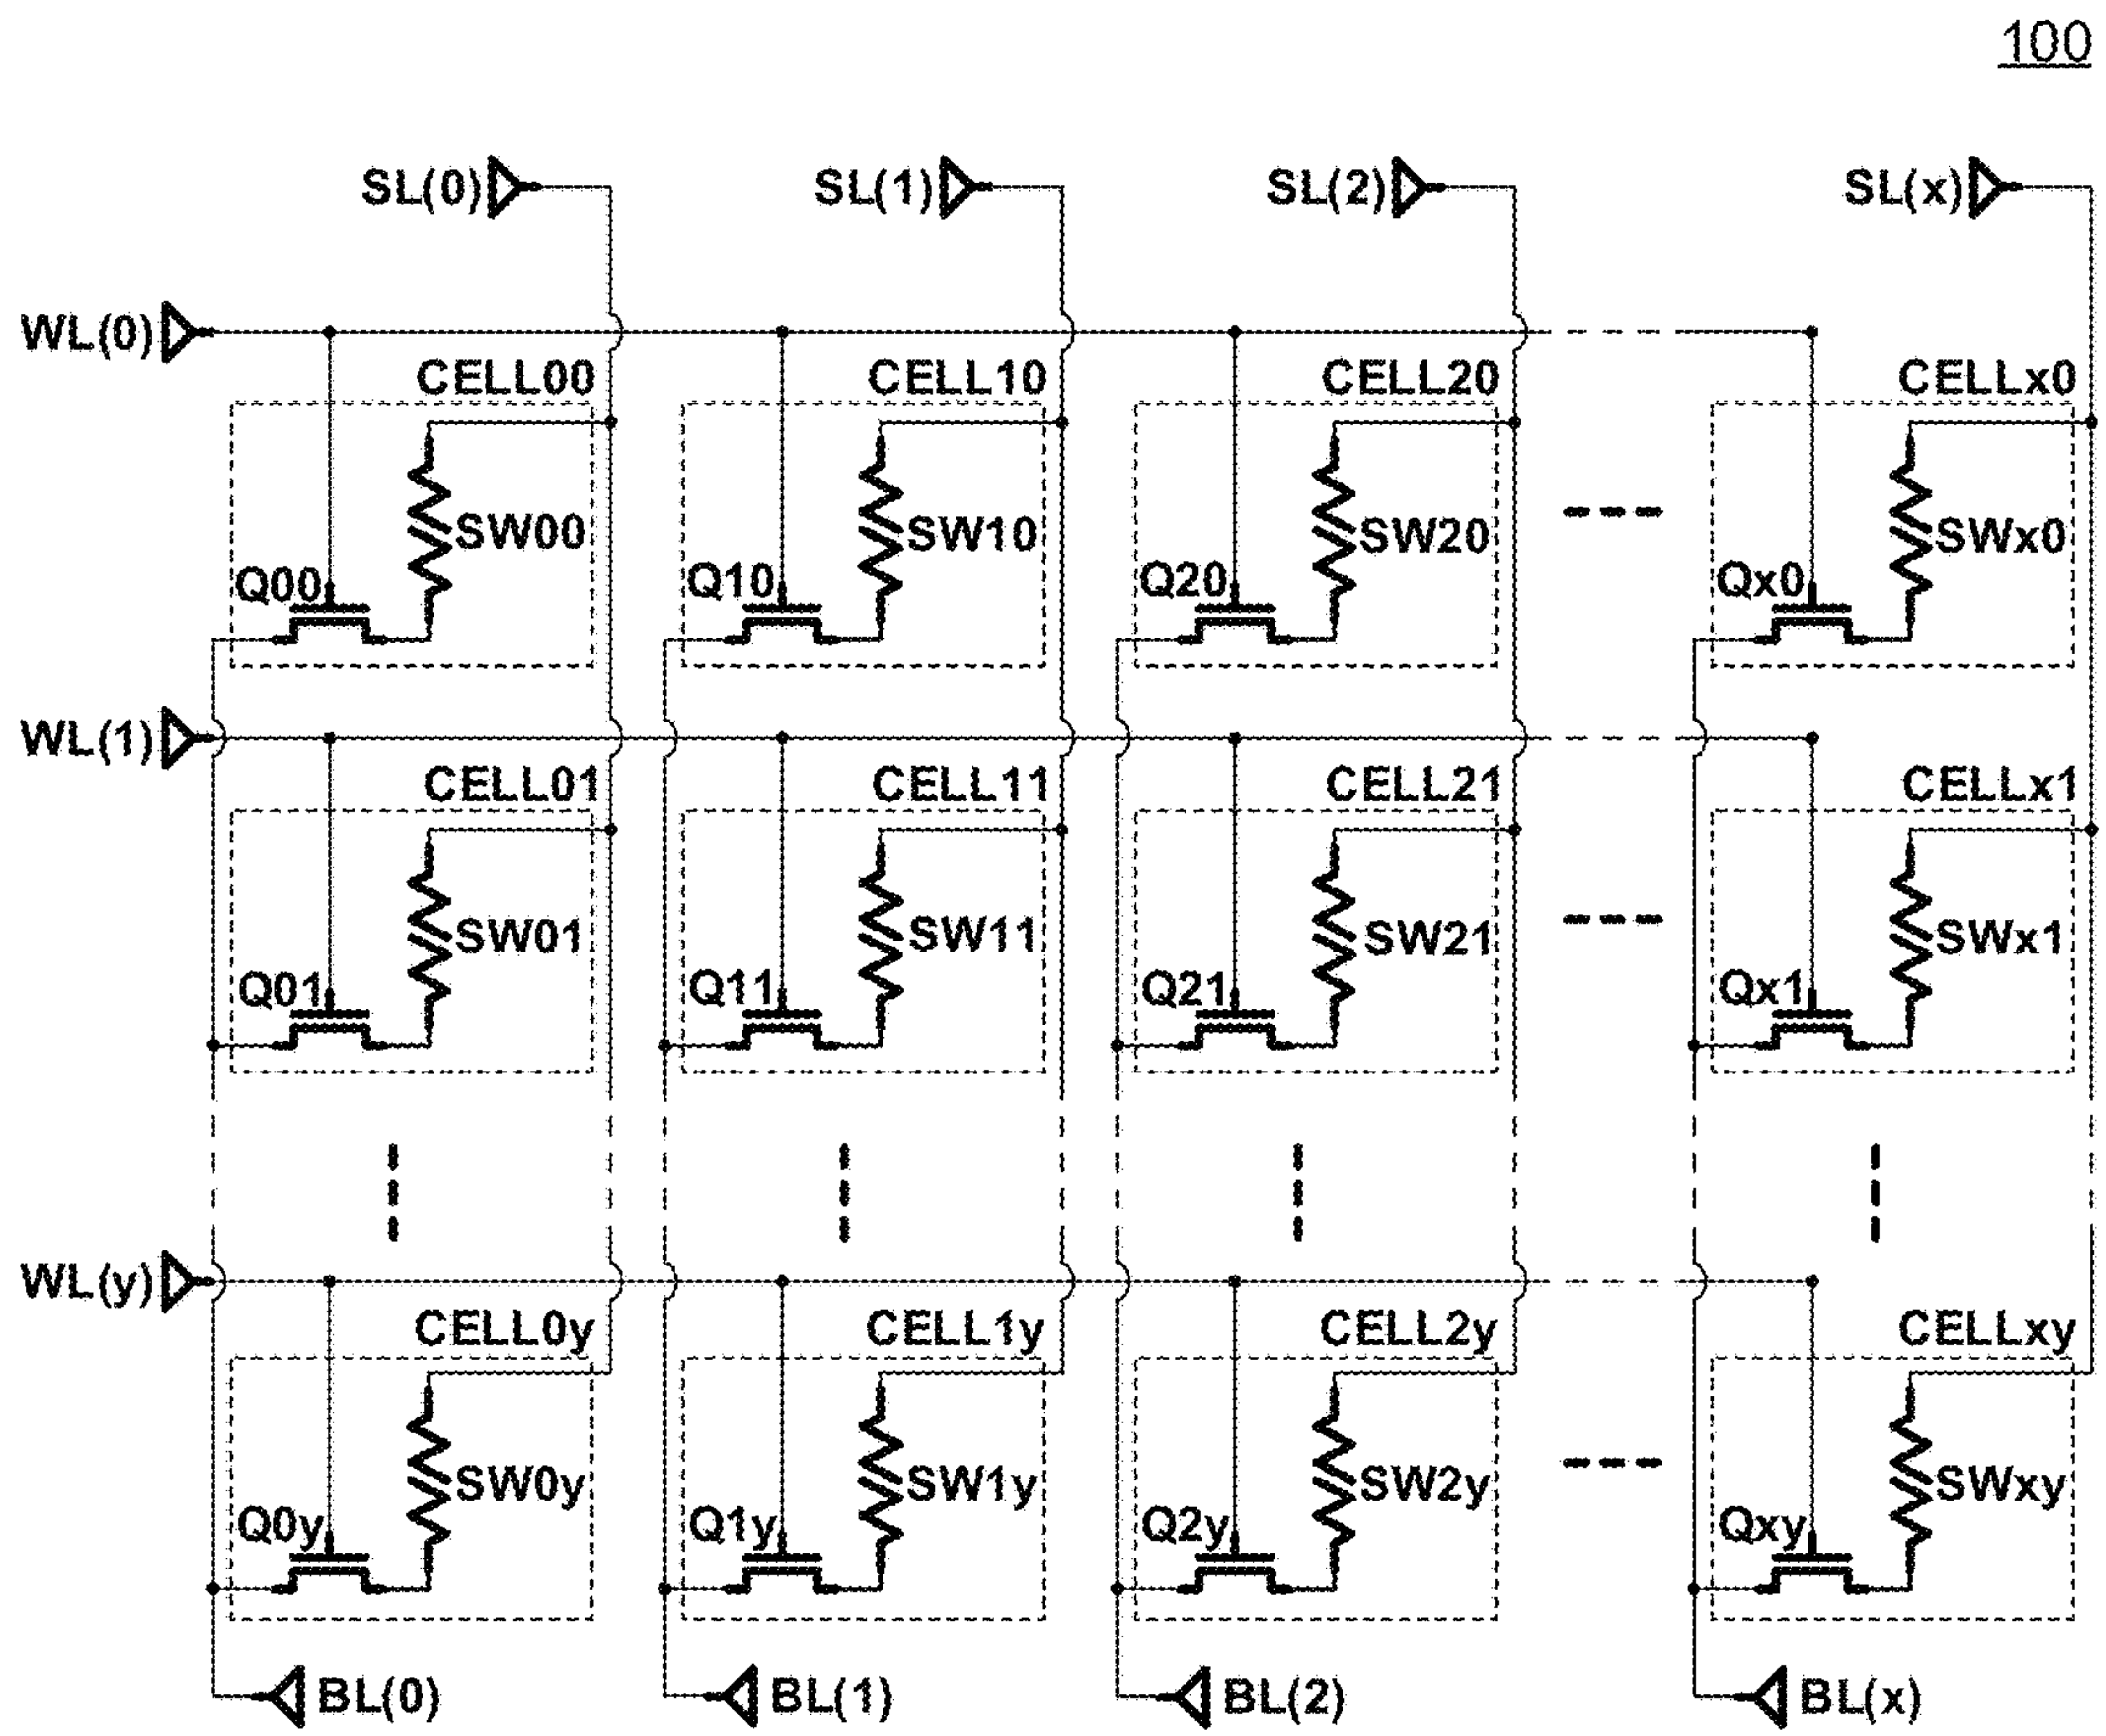 100
SL(0) SL(1) SL(2) SL(x)
WL(0)
CELL00 CELL10 CELL20 CELLx0
SW00 SW10 SW20 SWx0
Q00 Q10 Q20 Qx0
WL(1)
CELL01 CELL11 CELL21 CELLx1
SW01 SW11 SW21 SWx1
Q01 Q11 Q21 Qx1
WL(y)
CELL0y CELL1y CELL2y CELLxy
SW0y SW1y SW2y SWxy
Q0y Q1y Q2y Qxy
BL(0) BL(1) BL(2) BL(x)